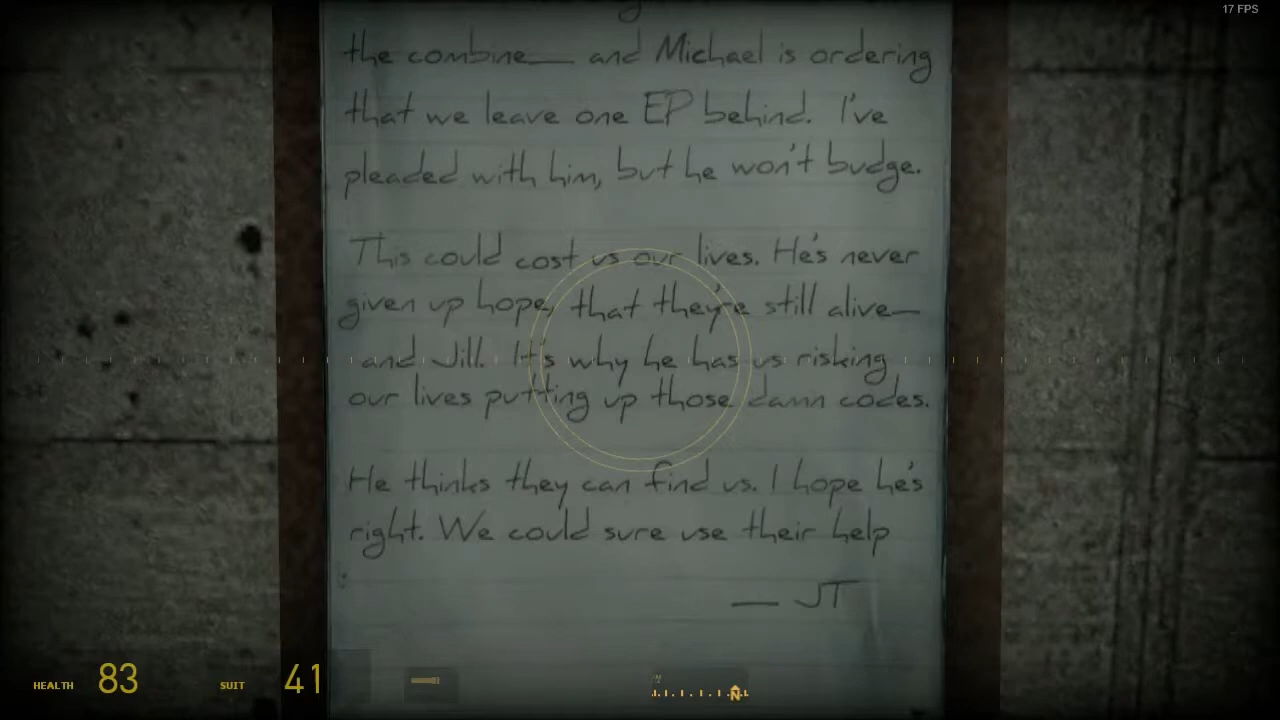 17 FPS
the combine— and Michael is ordering
that we leave one EP behind. I've
pleaded with him, but he won't budge.
This could cost us our lives. He's never
given up hope, that they're still alive—
and Jill. It's why he has us risking
our lives putting up those damn codes.
He thinks they can find us. I hope he's
right. We could sure use their help
— JT
HEALTH 83 SUIT 41
N